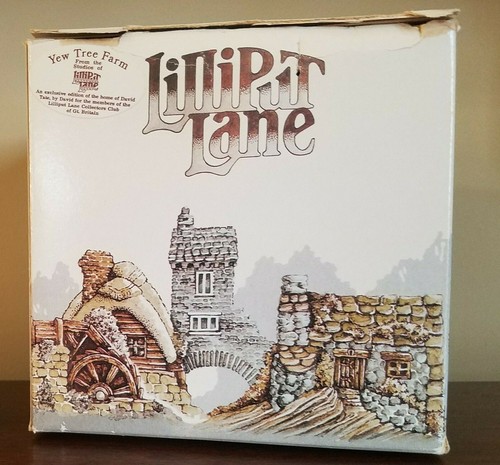 Yew Tree Farm
From the
Studios of
LilliPuT
Lane
An exclusive edition of the home of David
Tate, by David for the members of the
Lilliput Lane Collectors Club
of Gt. Britain
LilliPuT
Lane